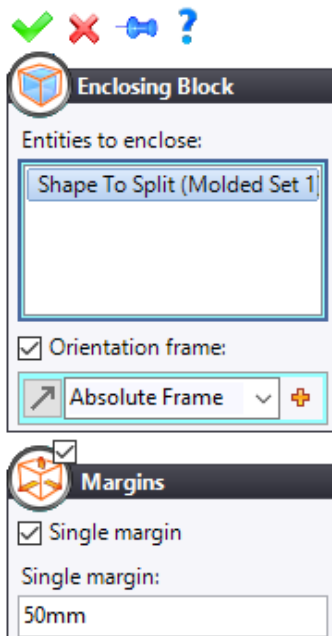 ?
Enclosing Block
Entities to enclose:
Shape To Split (Molded Set 1
Orientation frame:
Absolute Frame
Margins
Single margin
Single margin:
50mm